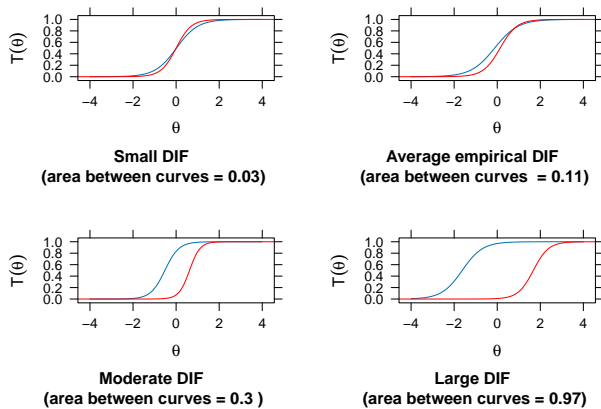 T(θ)
1.0
0.8
0.6
0.4
0.2
0.0
−4 −2 0 2 4
θ
Small DIF
(area between curves = 0.03)
T(θ)
1.0
0.8
0.6
0.4
0.2
0.0
−4 −2 0 2 4
θ
Average empirical DIF
(area between curves = 0.11)
T(θ)
1.0
0.8
0.6
0.4
0.2
0.0
−4 −2 0 2 4
θ
Moderate DIF
(area between curves = 0.3 )
T(θ)
1.0
0.8
0.6
0.4
0.2
0.0
−4 −2 0 2 4
θ
Large DIF
(area between curves = 0.97)